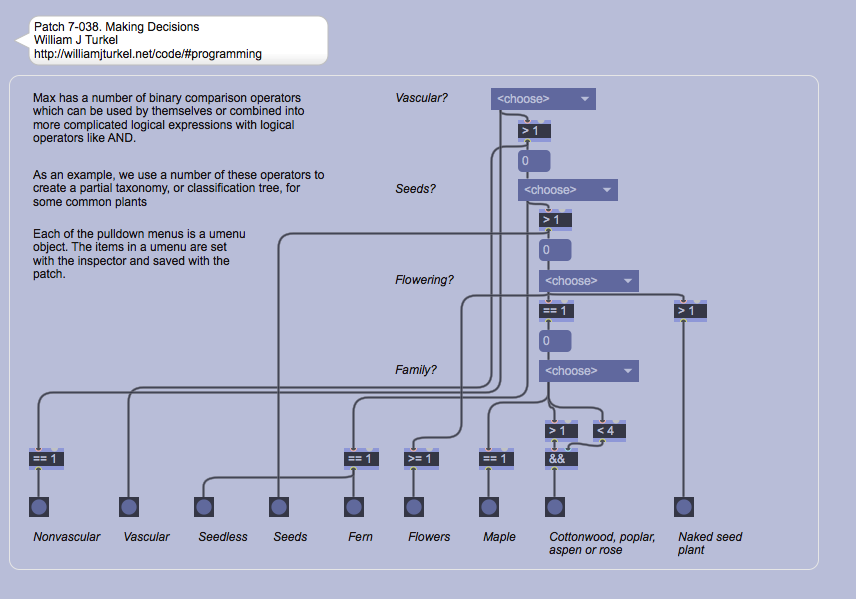 Patch 7-038. Making Decisions
William J Turkel
http://williamjturkel.net/code/#programming
Max has a number of binary comparison operators
which can be used by themselves or combined into
more complicated logical expressions with logical
operators like AND.
As an example, we use a number of these operators to
create a partial taxonomy, or classification tree, for
some common plants
Each of the pulldown menus is a umenu
object. The items in a umenu are set
with the inspector and saved with the
patch.
Vascular?
<choose>
> 1
0
Seeds?
<choose>
> 1
0
Flowering?
<choose>
== 1
> 1
0
Family?
<choose>
> 1
< 4
== 1
== 1
>= 1
== 1
&&
Nonvascular
Vascular
Seedless
Seeds
Fern
Flowers
Maple
Cottonwood, poplar,
aspen or rose
Naked seed
plant